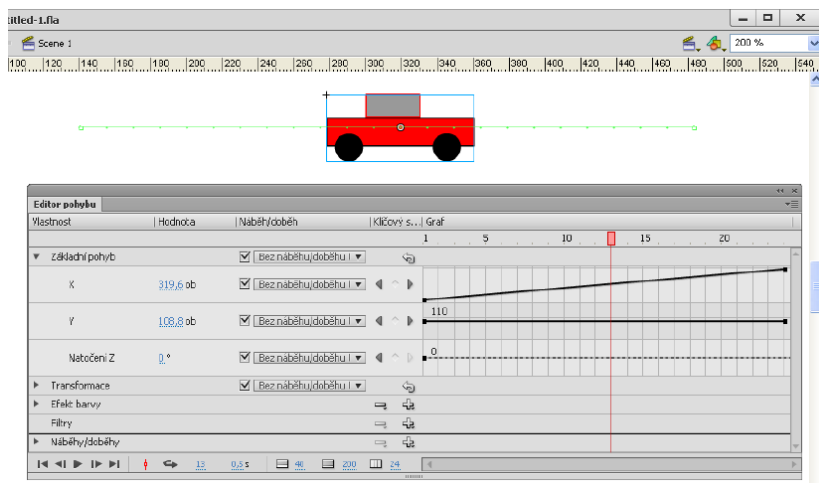 titled-1.fla
Scene 1
200 %
100 120 140 160 180 200 220 240 260 280 300 320 340 360 380 400 420 440 460 480 500 520 540
Editor pohybu
Vlastnost Hodnota Náběh/doběh Klíčový s... Graf
1 5 10 15 20
Základní pohyb Bez náběhu/doběhu
X 319,6 ob Bez náběhu/doběhu
Y 108,8 ob Bez náběhu/doběhu 110
Natočení Z 0 ° Bez náběhu/doběhu 0
Transformace Bez náběhu/doběhu
Efekt barvy
Filtry
Náběhy/doběhy
13 0,5 s 40 200 24